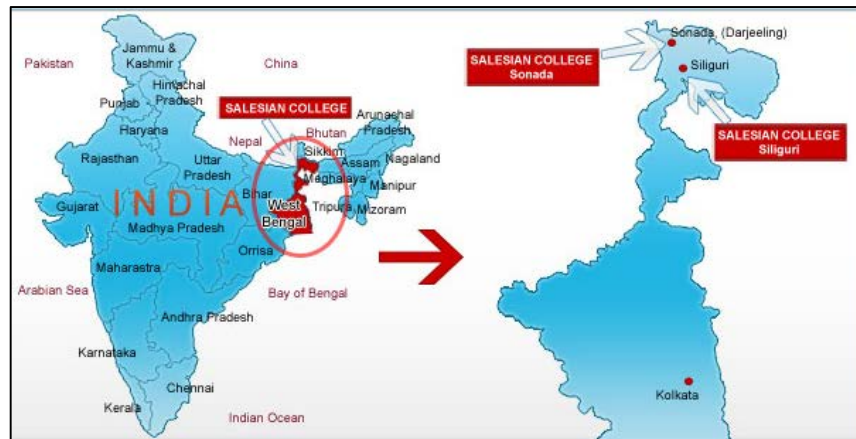 Pakistan
Jammu &
Kashmir
China
Himachal
Pradesh
Punjab
Haryana
SALESIAN COLLEGE
Nepal
Bhutan
Arunachal
Pradesh
Sikkim
Rajasthan
Uttar
Pradesh
Assam
Nagaland
Meghalaya
Bihar
Manipur
Gujarat
INDIA
West
Bengal
Tripura
Mizoram
Madhya Pradesh
Orrisa
Maharastra
Arabian Sea
Bay of Bengal
Andhra Pradesh
Karnataka
Chennai
Kerala
Indian Ocean
Sonada, (Darjeeling)
SALESIAN COLLEGE
Sonada
Siliguri
SALESIAN COLLEGE
Siliguri
Kolkata